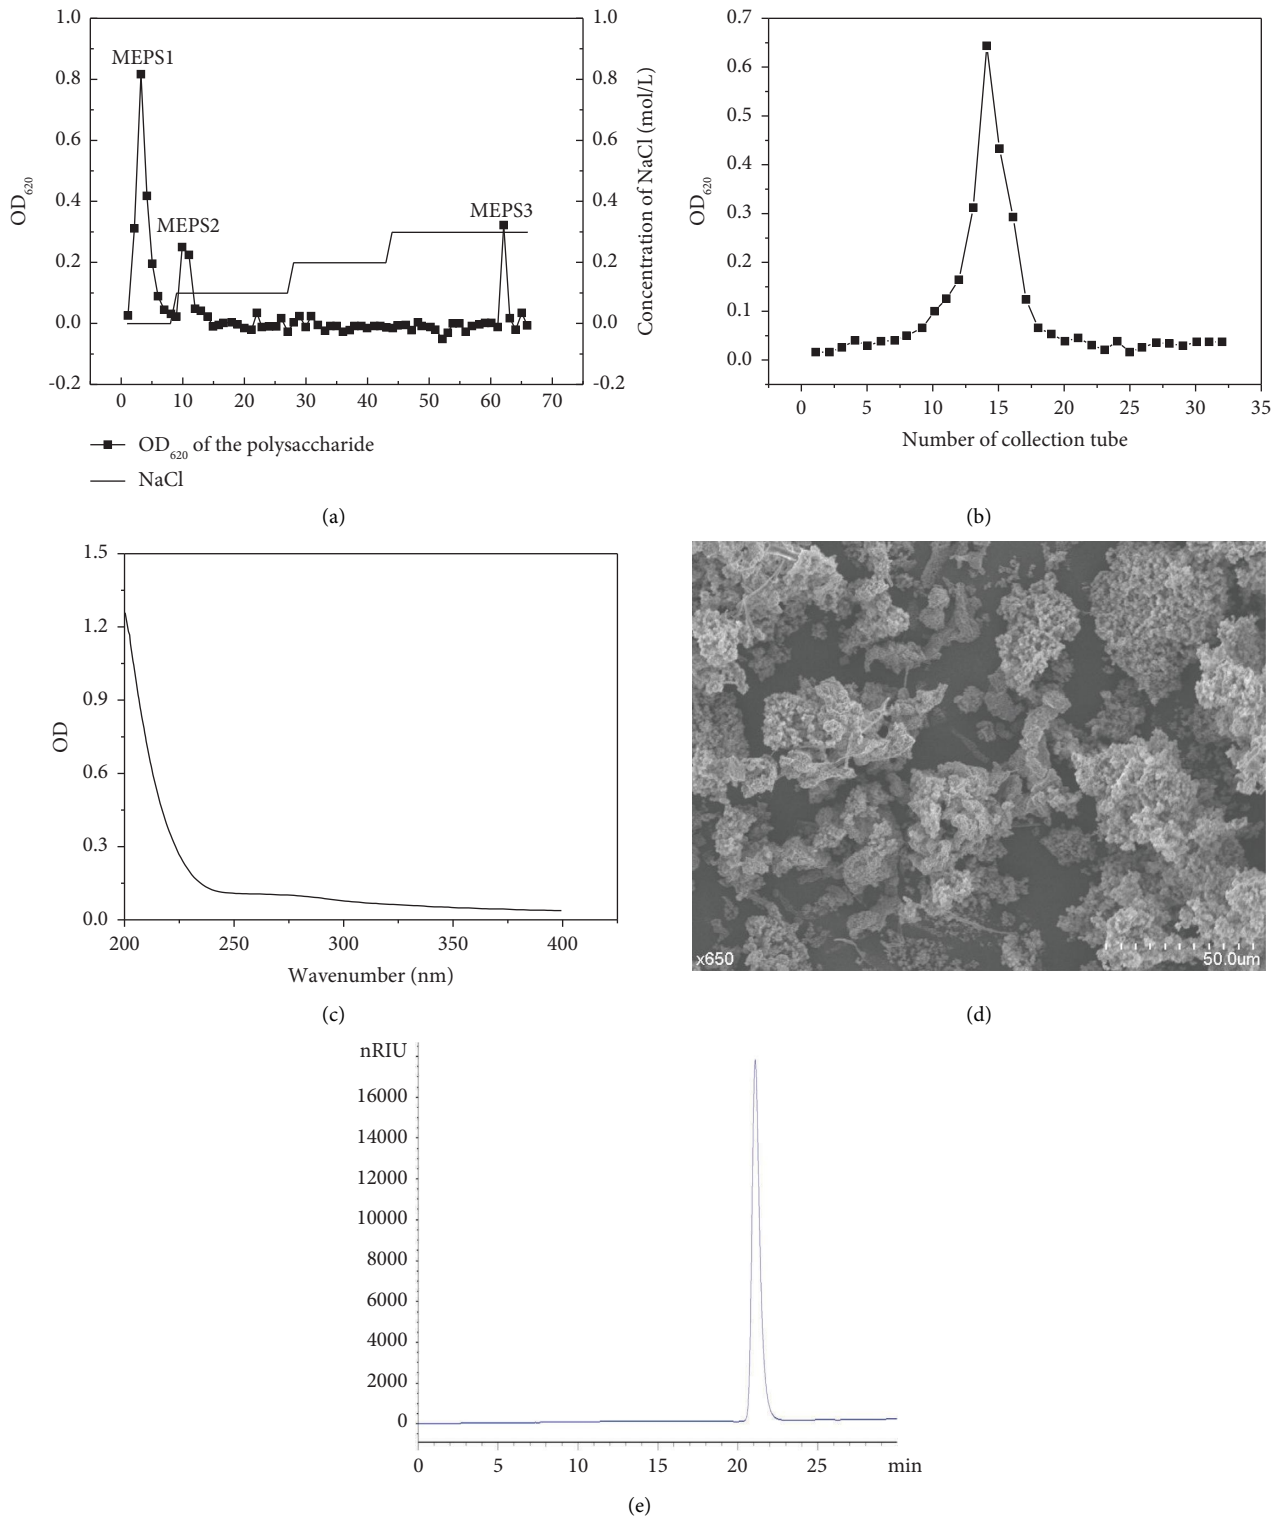 1.0
0.8
0.6
0.4
0.2
0.0
-0.2
OD620
MEPS1
MEPS2
MEPS3
1.0
0.8
0.6
0.4
0.2
0.0
-0.2
Concentration of NaCl (mol/L)
0 10 20 30 40 50 60 70
OD620 of the polysaccharide
NaCl
(a)
0.7
0.6
0.5
0.4
0.3
0.2
0.1
0.0
OD620
0 5 10 15 20 25 30 35
Number of collection tube
(b)
1.5
1.2
0.9
0.6
0.3
0.0
OD
200 250 300 350 400
Wavenumber (nm)
(c)
x650 50.0um
(d)
nRIU
16000
14000
12000
10000
8000
6000
4000
2000
0
0 5 10 15 20 25 min
(e)